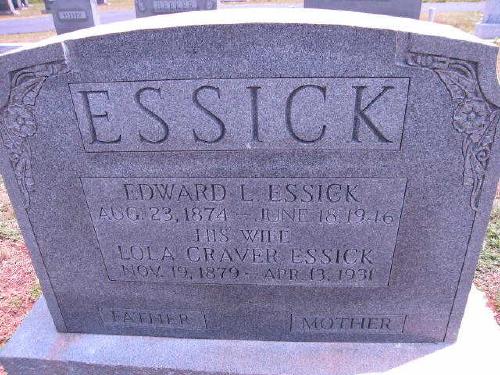 ESSICK
EDWARD L. ESSICK
AUG. 23, 1874 – JUNE 18, 1946
HIS WIFE
LOLA CRAVER ESSICK
NOV. 19, 1879 - APR. 13, 1931
FATHER
MOTHER